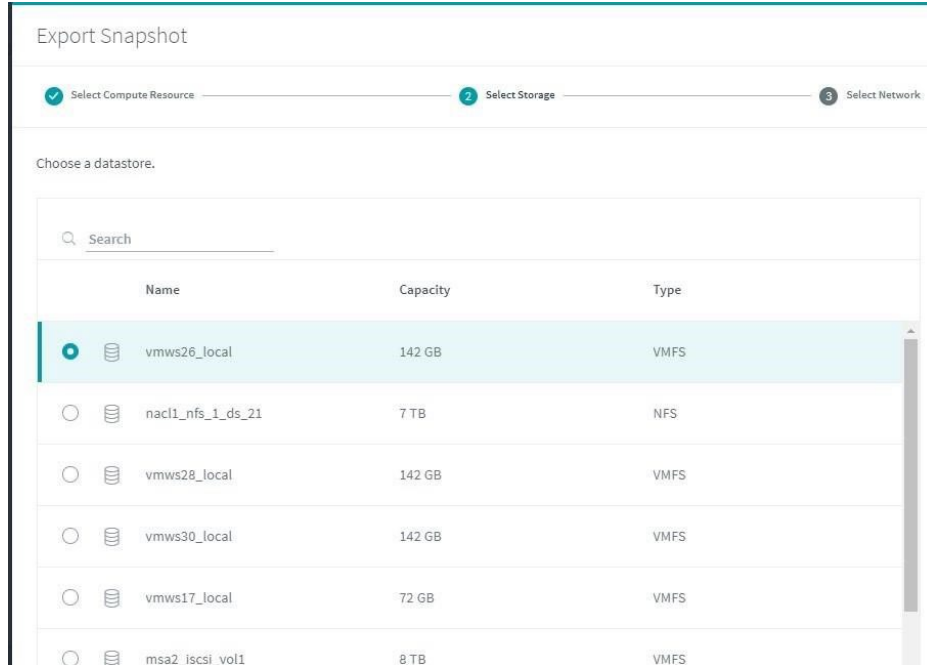 Export Snapshot
Select Compute Resource 2 Select Storage 3 Select Network
Choose a datastore.
Search
Name Capacity Type
vmws26_local 142 GB VMFS
nacl1_nfs_1_ds_21 7 TB NFS
vmws28_local 142 GB VMFS
vmws30_local 142 GB VMFS
vmws17_local 72 GB VMFS
msa2_iscsi_vol1 8 TB VMFS